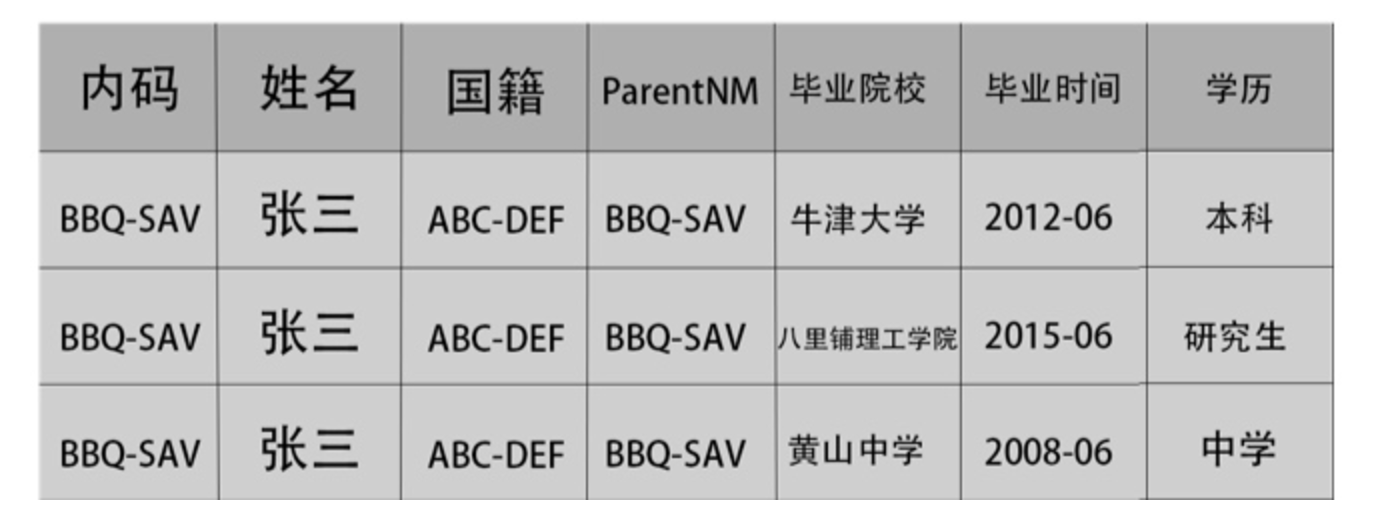 内码 姓名 国籍 ParentNM 毕业院校 毕业时间 学历
BBQ-SAV 张三 ABC-DEF BBQ-SAV 牛津大学 2012-06 本科
BBQ-SAV 张三 ABC-DEF BBQ-SAV 八里铺理工学院 2015-06 研究生
BBQ-SAV 张三 ABC-DEF BBQ-SAV 黄山中学 2008-06 中学